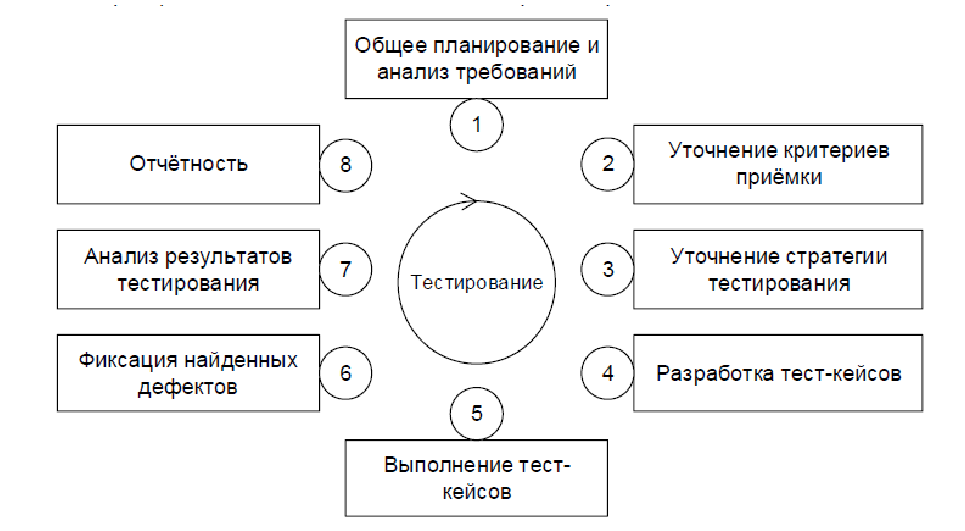 Общее планирование и
анализ требований
1
2
Уточнение критериев
приёмки
3
Уточнение стратегии
тестирования
4
Разработка тест-кейсов
5
Выполнение тест-
кейсов
6
Фиксация найденных
дефектов
7
Анализ результатов
тестирования
8
Отчётность
Тестирование